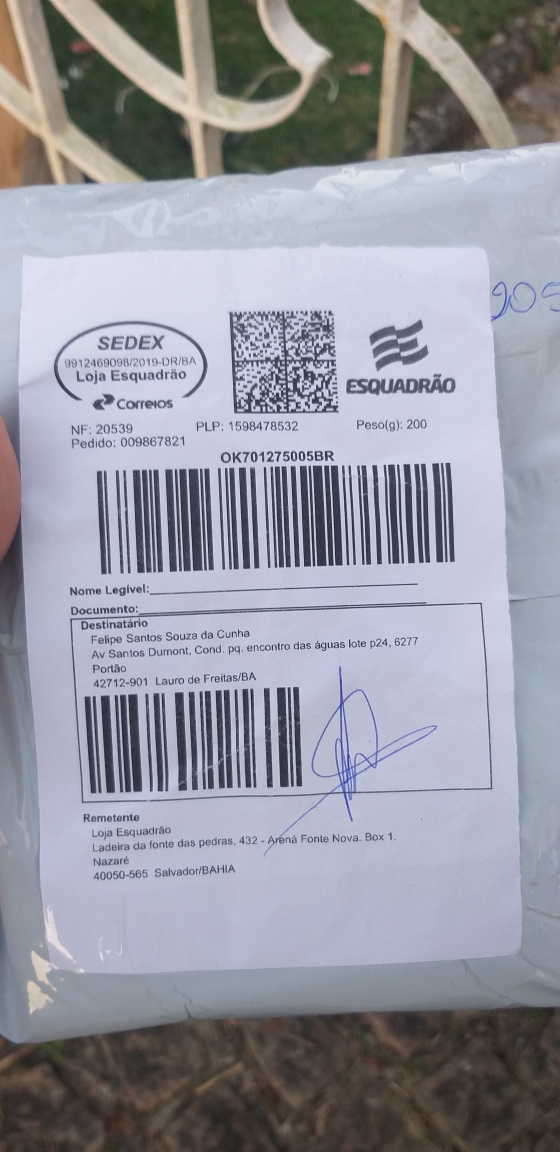 SEDEX
9912469098/2019-DR/BA
Loja Esquadrão
Correios
ESQUADRÃO
905
NF: 20539 PLP: 1598478532 Peso(g): 200
Pedido: 009867821
OK701275005BR
Nome Legível:
Documento:
Destinatário
Felipe Santos Souza da Cunha
Av Santos Dumont, Cond. pq. encontro das águas lote p24, 6277
Portão
42712-901 Lauro de Freitas/BA
Remetente
Loja Esquadrão
Ladeira da fonte das pedras, 432 - Arena Fonte Nova. Box 1.
Nazaré
40050-565 Salvador/BAHIA